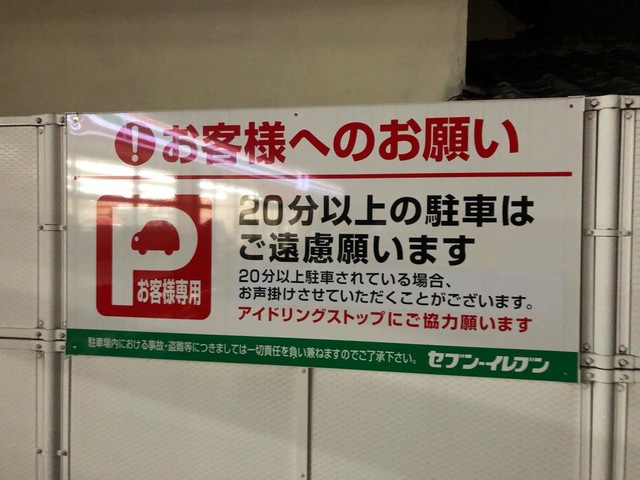 お客様へのお願い
P
お客様専用
20分以上の駐車は
ご遠慮願います
20分以上駐車されている場合、
お声掛けさせていただくことがございます。
アイドリングストップにご協力願います
駐車場内における事故・盗難等につきましては一切責任を負い兼ねますのでご了承下さい。 セブン-イレブン